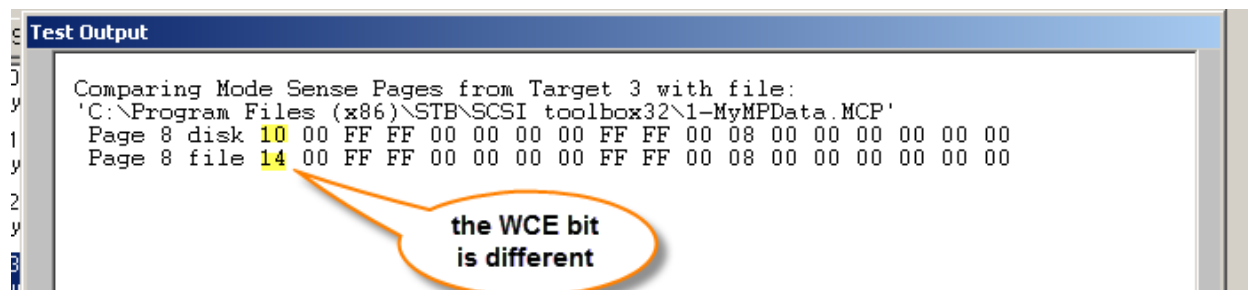 Test Output
Comparing Mode Sense Pages from Target 3 with file:
'C:\Program Files (x86)\STB\SCSI toolbox32\1-MyMPData.MCP'
Page 8 disk 10 00 FF FF 00 00 00 00 FF FF 00 08 00 00 00 00 00 00
Page 8 file 14 00 FF FF 00 00 00 00 FF FF 00 08 00 00 00 00 00 00
the WCE bit
is different